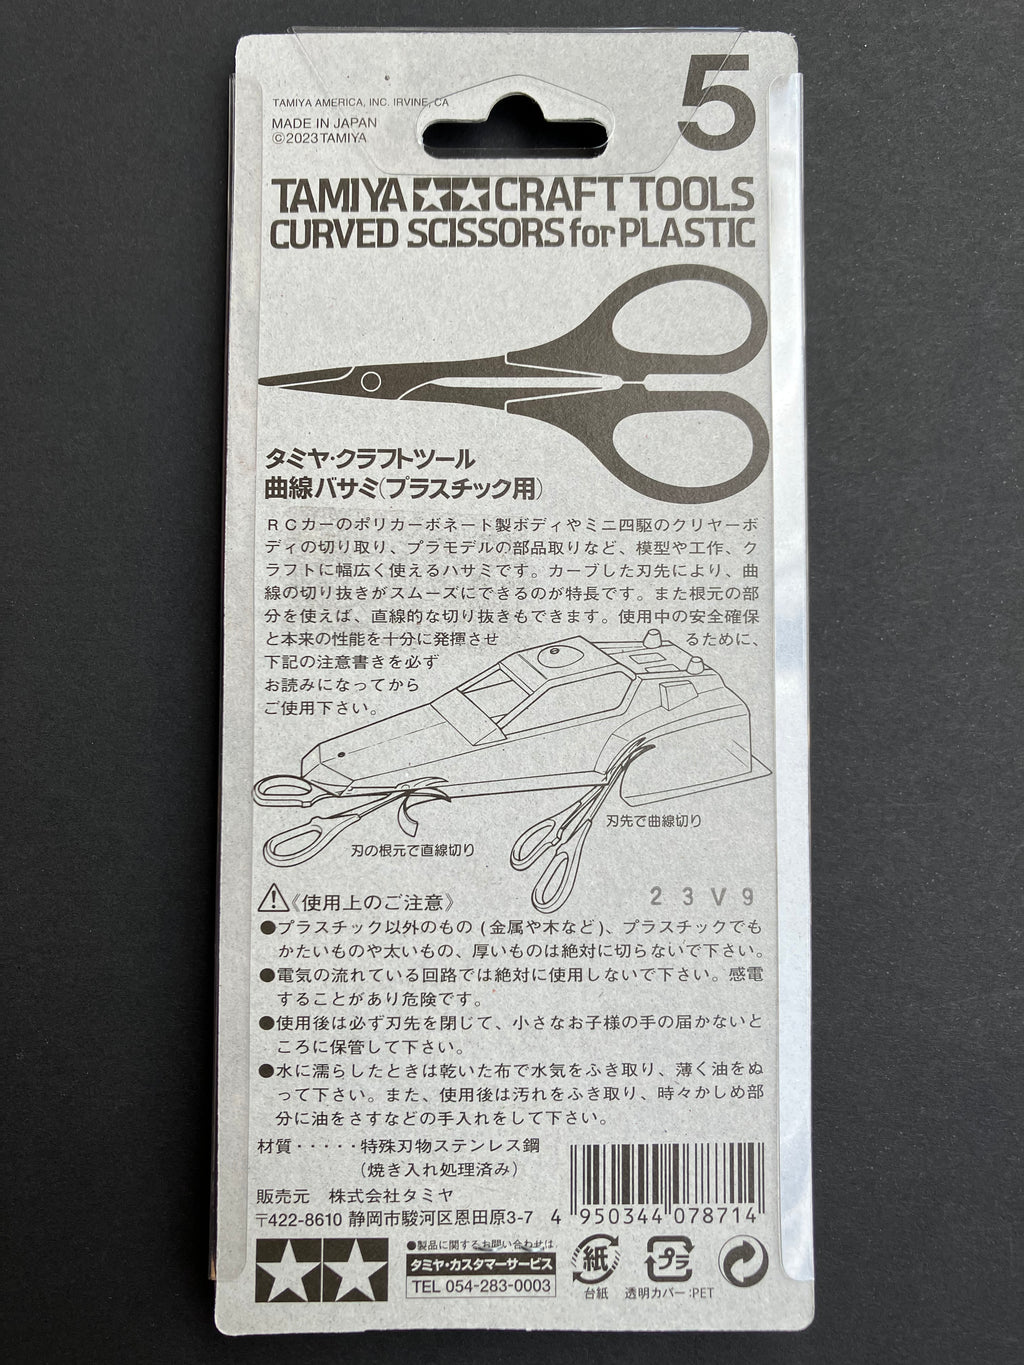 TAMIYA AMERICA, INC. IRVINE, CA
MADE IN JAPAN
©2023 TAMIYA
5
TAMIYA CRAFT TOOLS
CURVED SCISSORS for PLASTIC
タミヤ・クラフトツール
曲線バサミ(プラスチック用)
RCカーのポリカーボネート製ボディやミニ四駆のクリヤーボ
ディの切り取り、プラモデルの部品取りなど、模型や工作、ク
ラフトに幅広く使えるハサミです。カーブした刃先により、曲
線の切り抜きがスムーズにできるのが特長です。また根元の部
分を使えば、直線的な切り抜きもできます。使用中の安全確保
と本来の性能を十分に発揮させるために、
下記の注意書きを必ず
お読みになってから
ご使用下さい。
刃先で曲線切り
刃の根元で直線切り
23V9
《使用上のご注意》
●プラスチック以外のもの(金属や木など)、プラスチックでも
かたいものや太いもの、厚いものは絶対に切らないで下さい。
●電気の流れている回路では絶対に使用しないで下さい。感電
することがあり危険です。
●使用後は必ず刃先を閉じて、小さなお子様の手の届かないと
ころに保管して下さい。
●水に濡らしたときは乾いた布で水気をふき取り、薄く油をぬ
って下さい。また、使用後は汚れをふき取り、時々かしめ部
分に油をさすなどの手入れをして下さい。
材質・・・・・特殊刃物ステンレス鋼
(焼き入れ処理済み)
販売元 株式会社タミヤ
〒422-8610 静岡市駿河区恩田原3-7
4 950344 078714
●製品に関するお問い合わせは
タミヤ・カスタマーサービス
TEL 054-283-0003
紙
台紙
プラ
透明カバー:PET